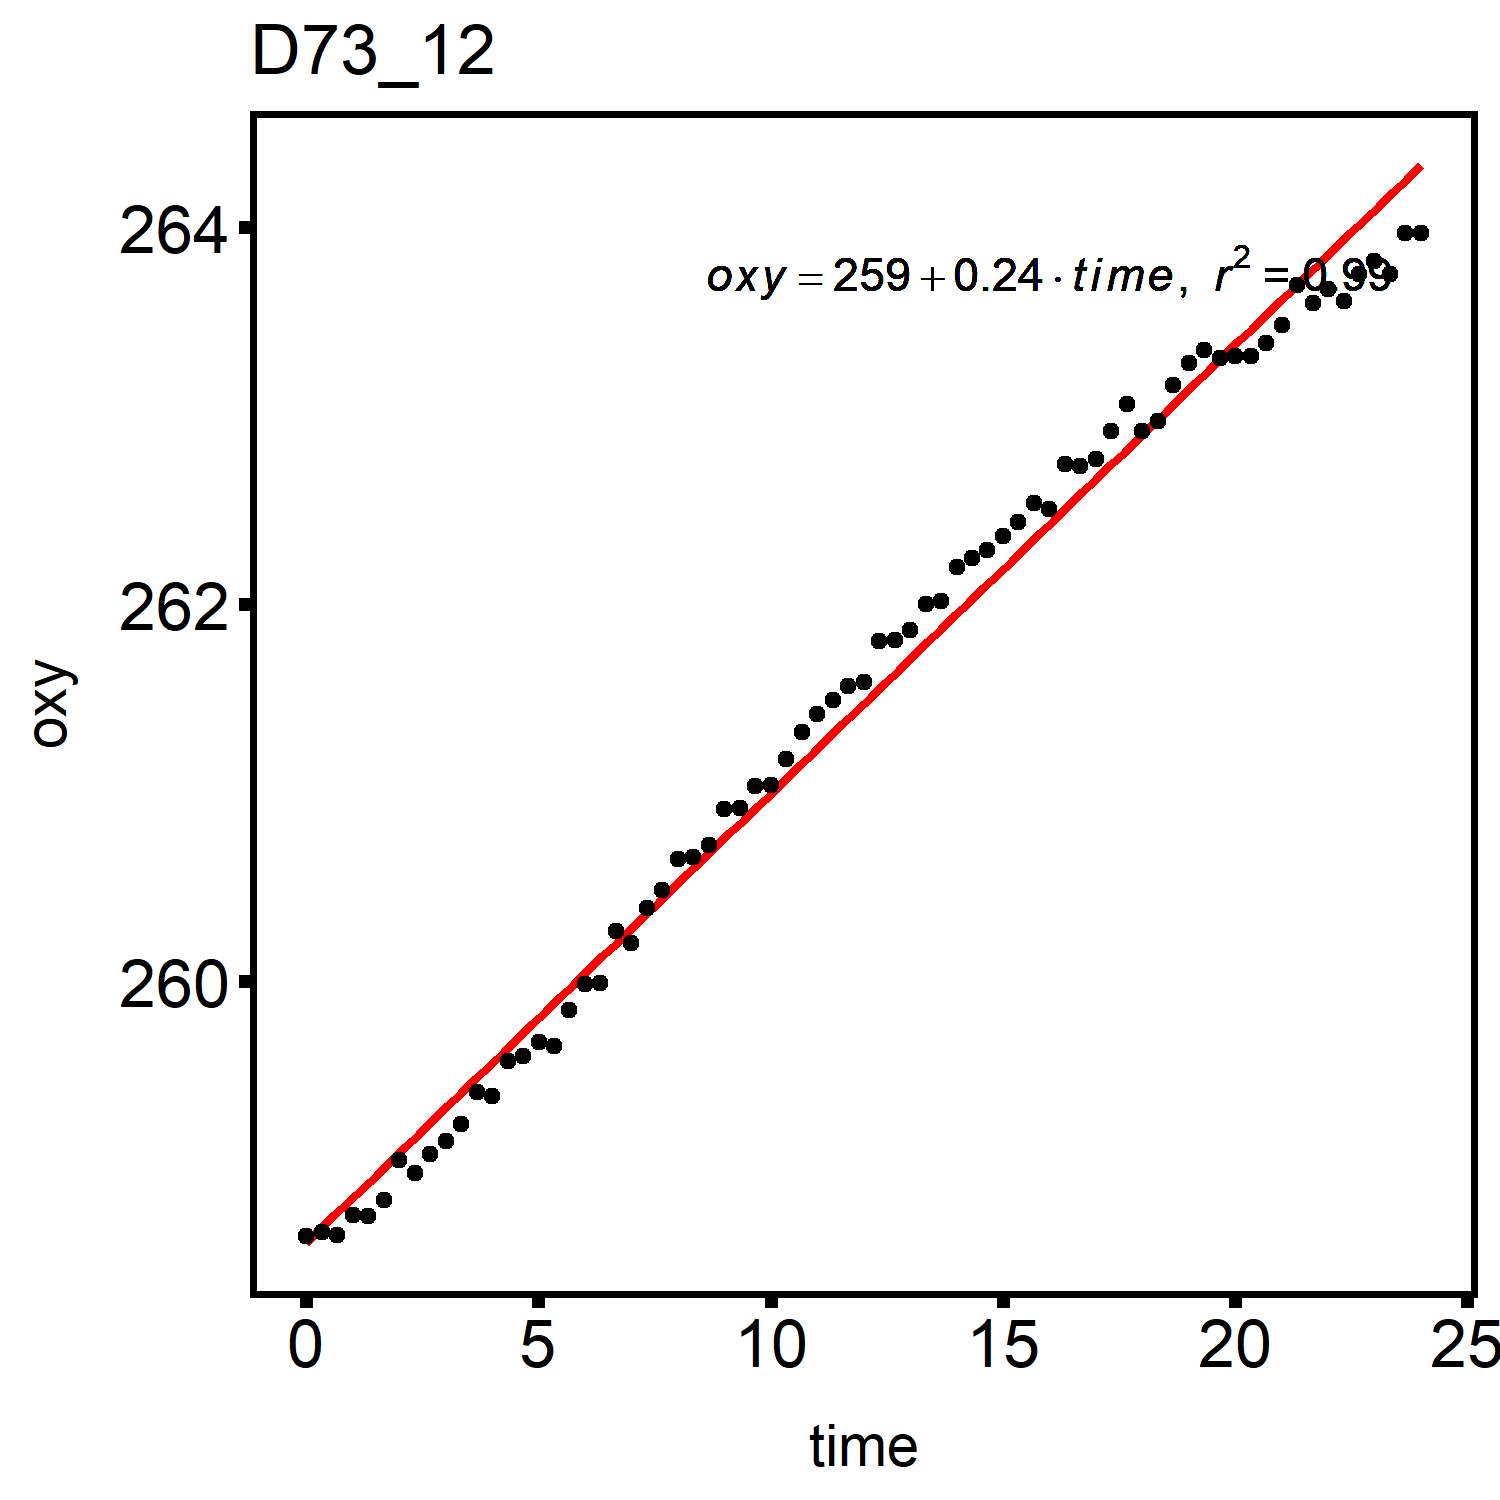 D73_12
264
oxy = 259 + 0.24 · time, r² = 0.99
262
260
oxy
0 5 10 15 20 25
time